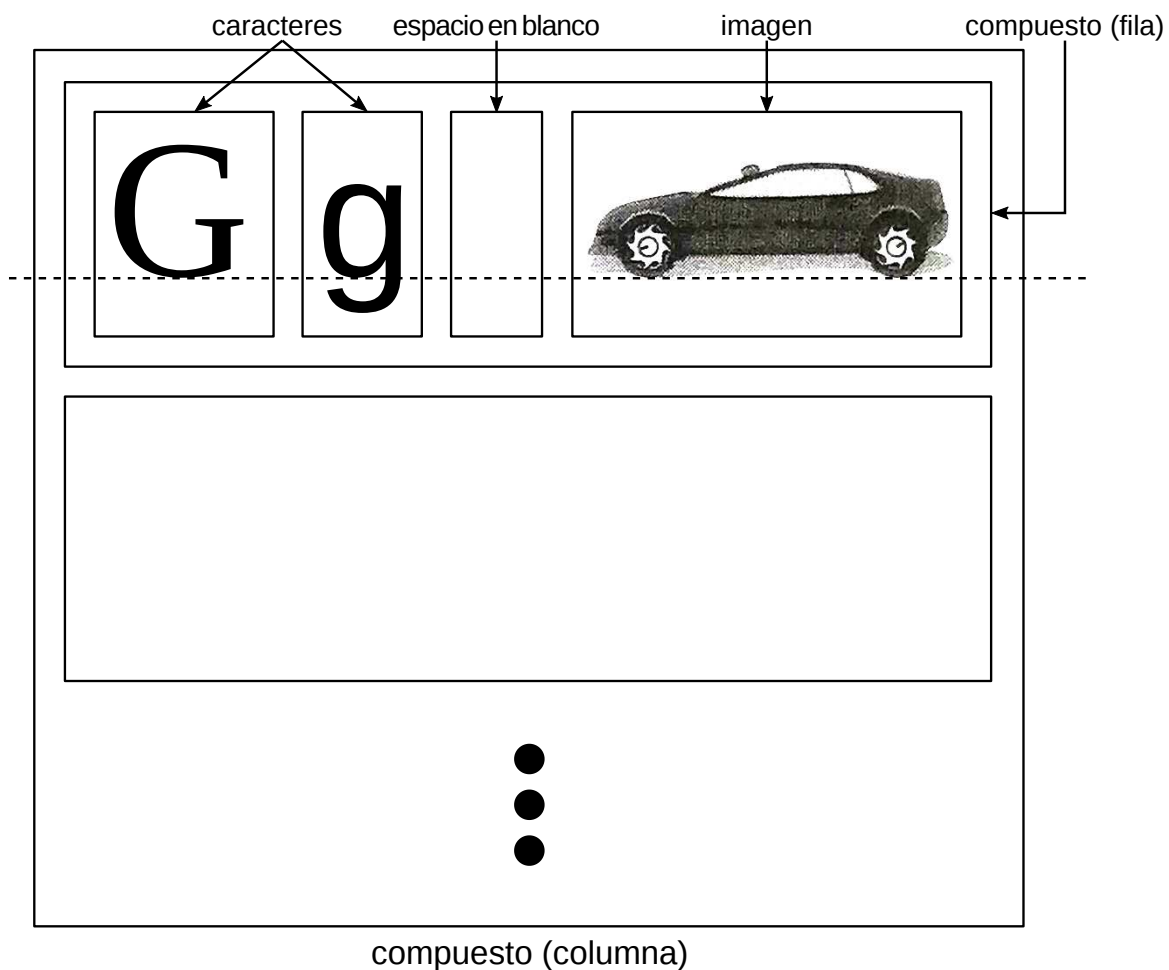 caracteres espacio en blanco imagen compuesto (fila)
G g
compuesto (columna)